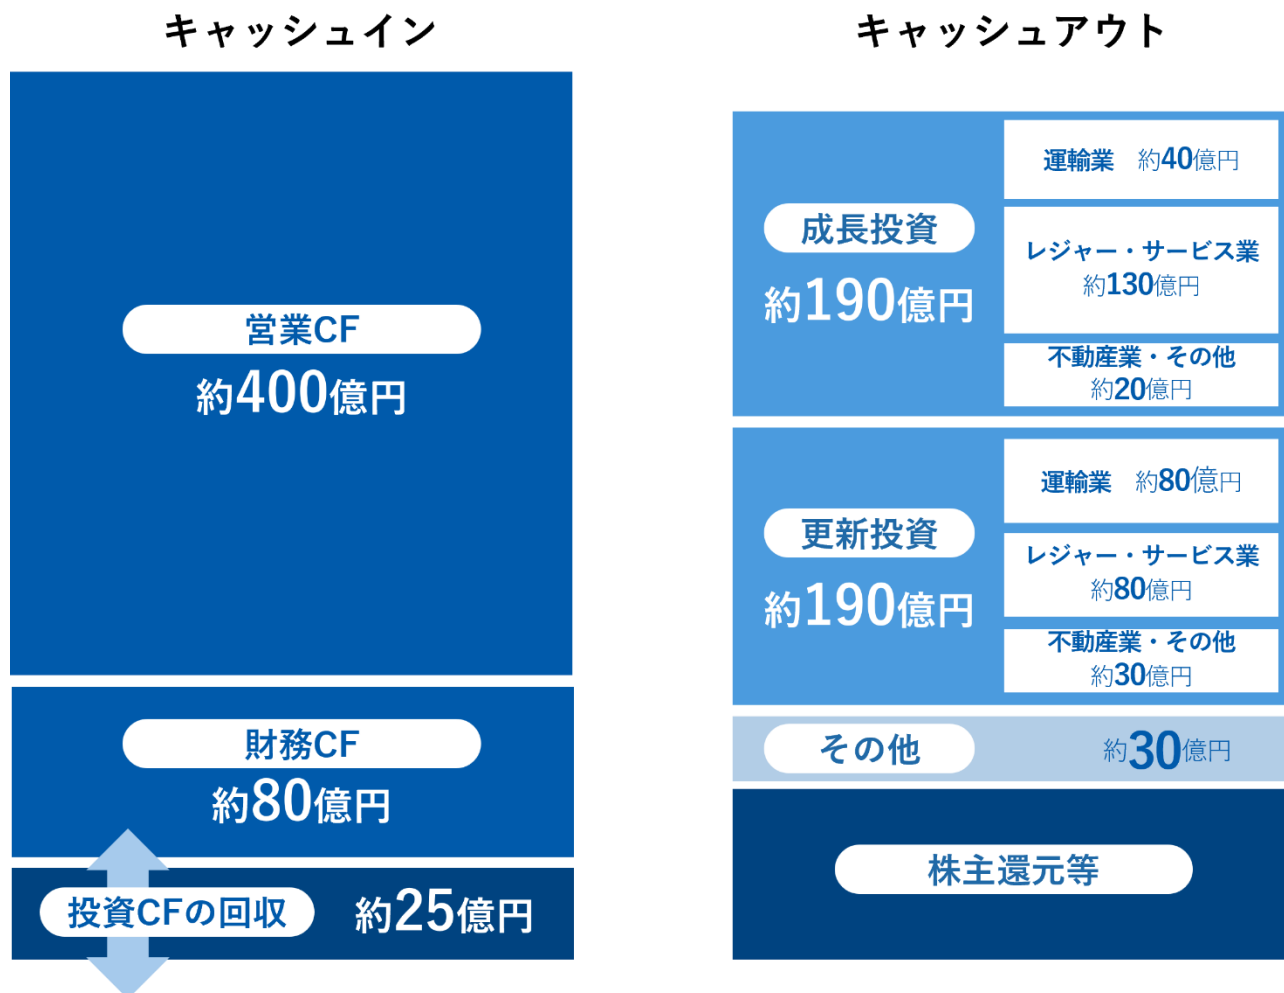 キャッシュイン
営業CF
約400億円
財務CF
約80億円
投資CFの回収 約25億円
キャッシュアウト
成長投資
約190億円
運輸業 約40億円
レジャー・サービス業
約130億円
不動産業・その他
約20億円
更新投資
約190億円
運輸業 約80億円
レジャー・サービス業
約80億円
不動産業・その他
約30億円
その他 約30億円
株主還元等